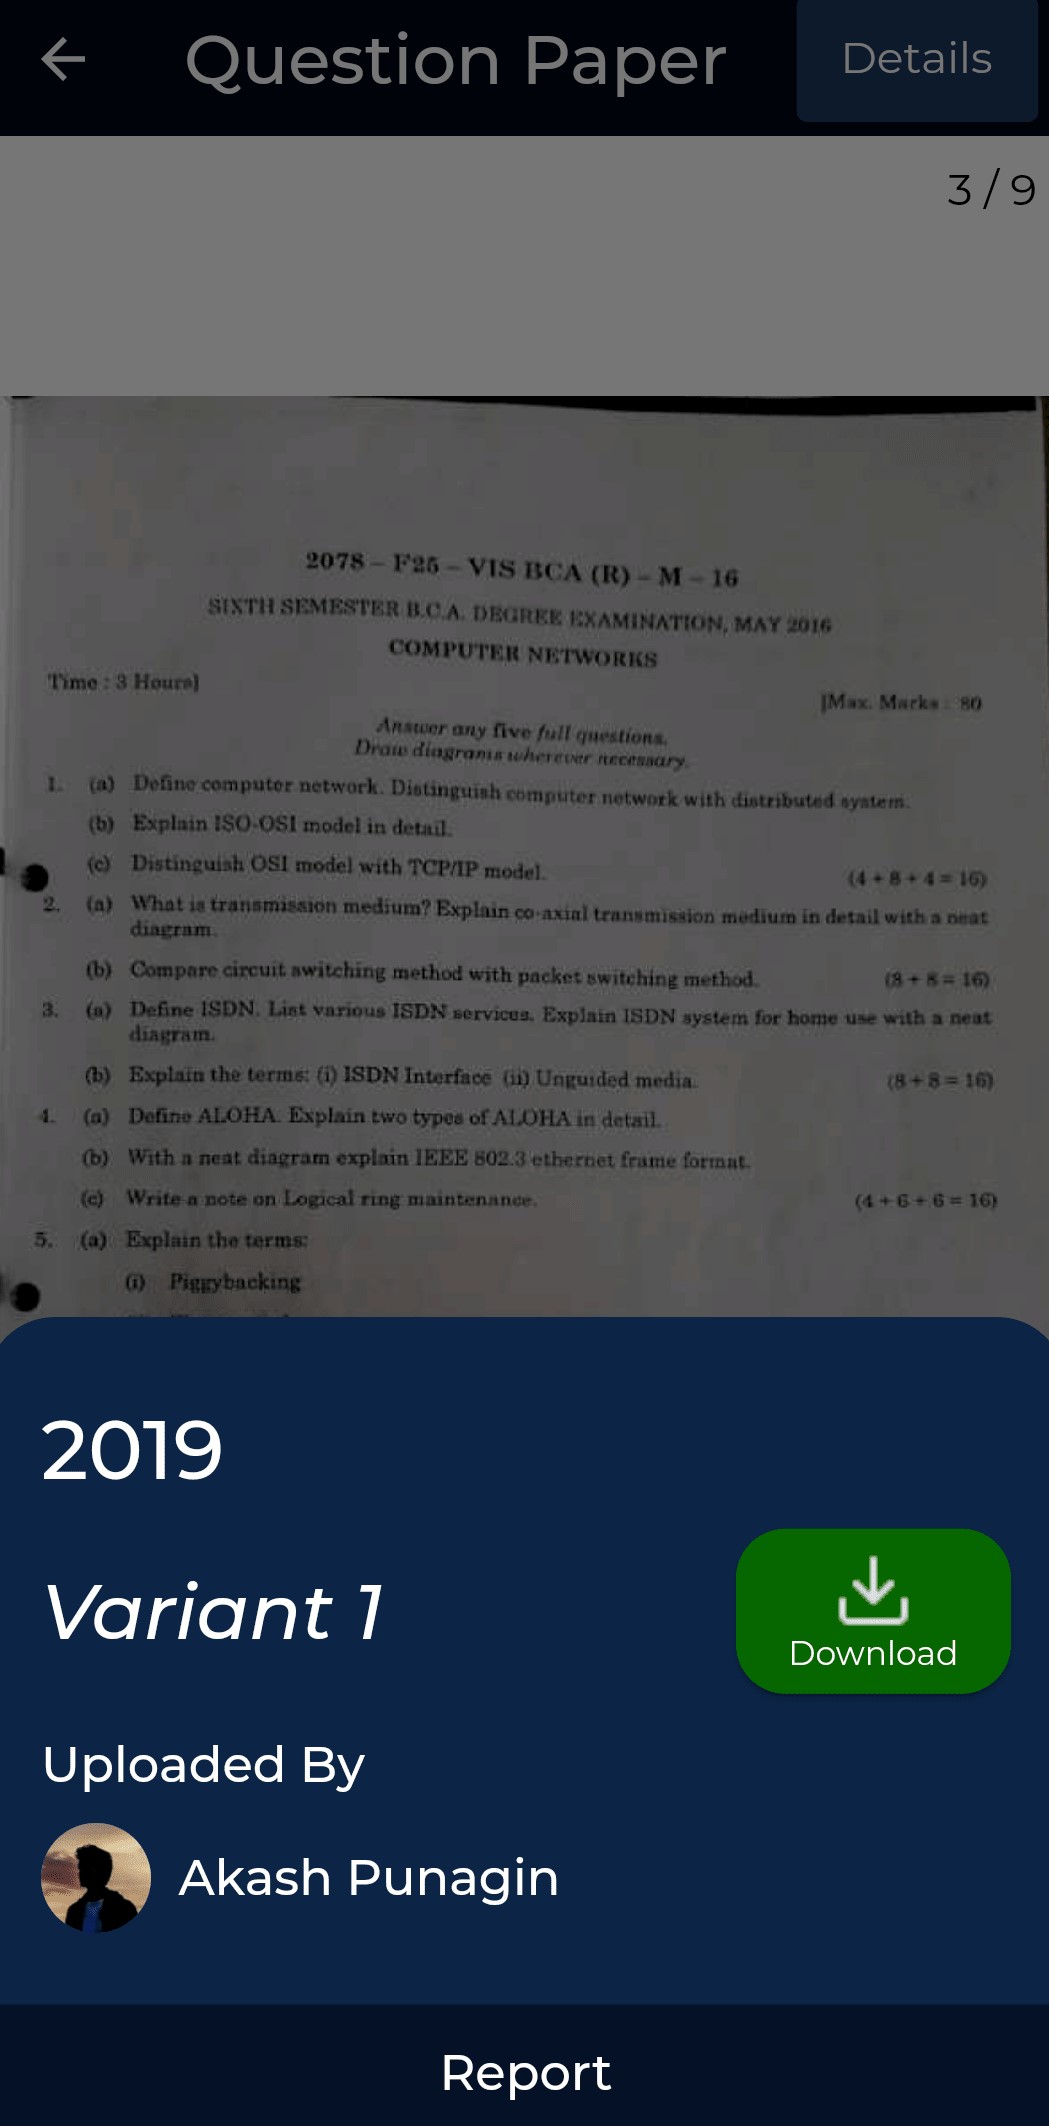 Question Paper
Details
3 / 9
2078 – F25 – VIS BCA (R) – M – 16
SIXTH SEMESTER B.C.A. DEGREE EXAMINATION, MAY 2016
COMPUTER NETWORKS
Time : 3 Hours]
[Max. Marks : 80
Answer any five full questions.
Draw diagrams wherever necessary.
1. (a) Define computer network. Distinguish computer network with distributed system.
(b) Explain ISO-OSI model in detail.
(c) Distinguish OSI model with TCP/IP model.
(4 + 8 + 4 = 16)
2. (a) What is transmission medium? Explain co-axial transmission medium in detail with a neat
diagram.
(b) Compare circuit switching method with packet switching method.
(8 + 8 = 16)
3. (a) Define ISDN. List various ISDN services. Explain ISDN system for home use with a neat
diagram.
(b) Explain the terms: (i) ISDN Interface (ii) Unguided media.
(8 + 8 = 16)
4. (a) Define ALOHA. Explain two types of ALOHA in detail.
(b) With a neat diagram explain IEEE 802.3 ethernet frame format.
(c) Write a note on Logical ring maintenance.
(4 + 6 + 6 = 16)
5. (a) Explain the terms:
(i) Piggybacking
2019
Variant 1
Download
Uploaded By
Akash Punagin
Report